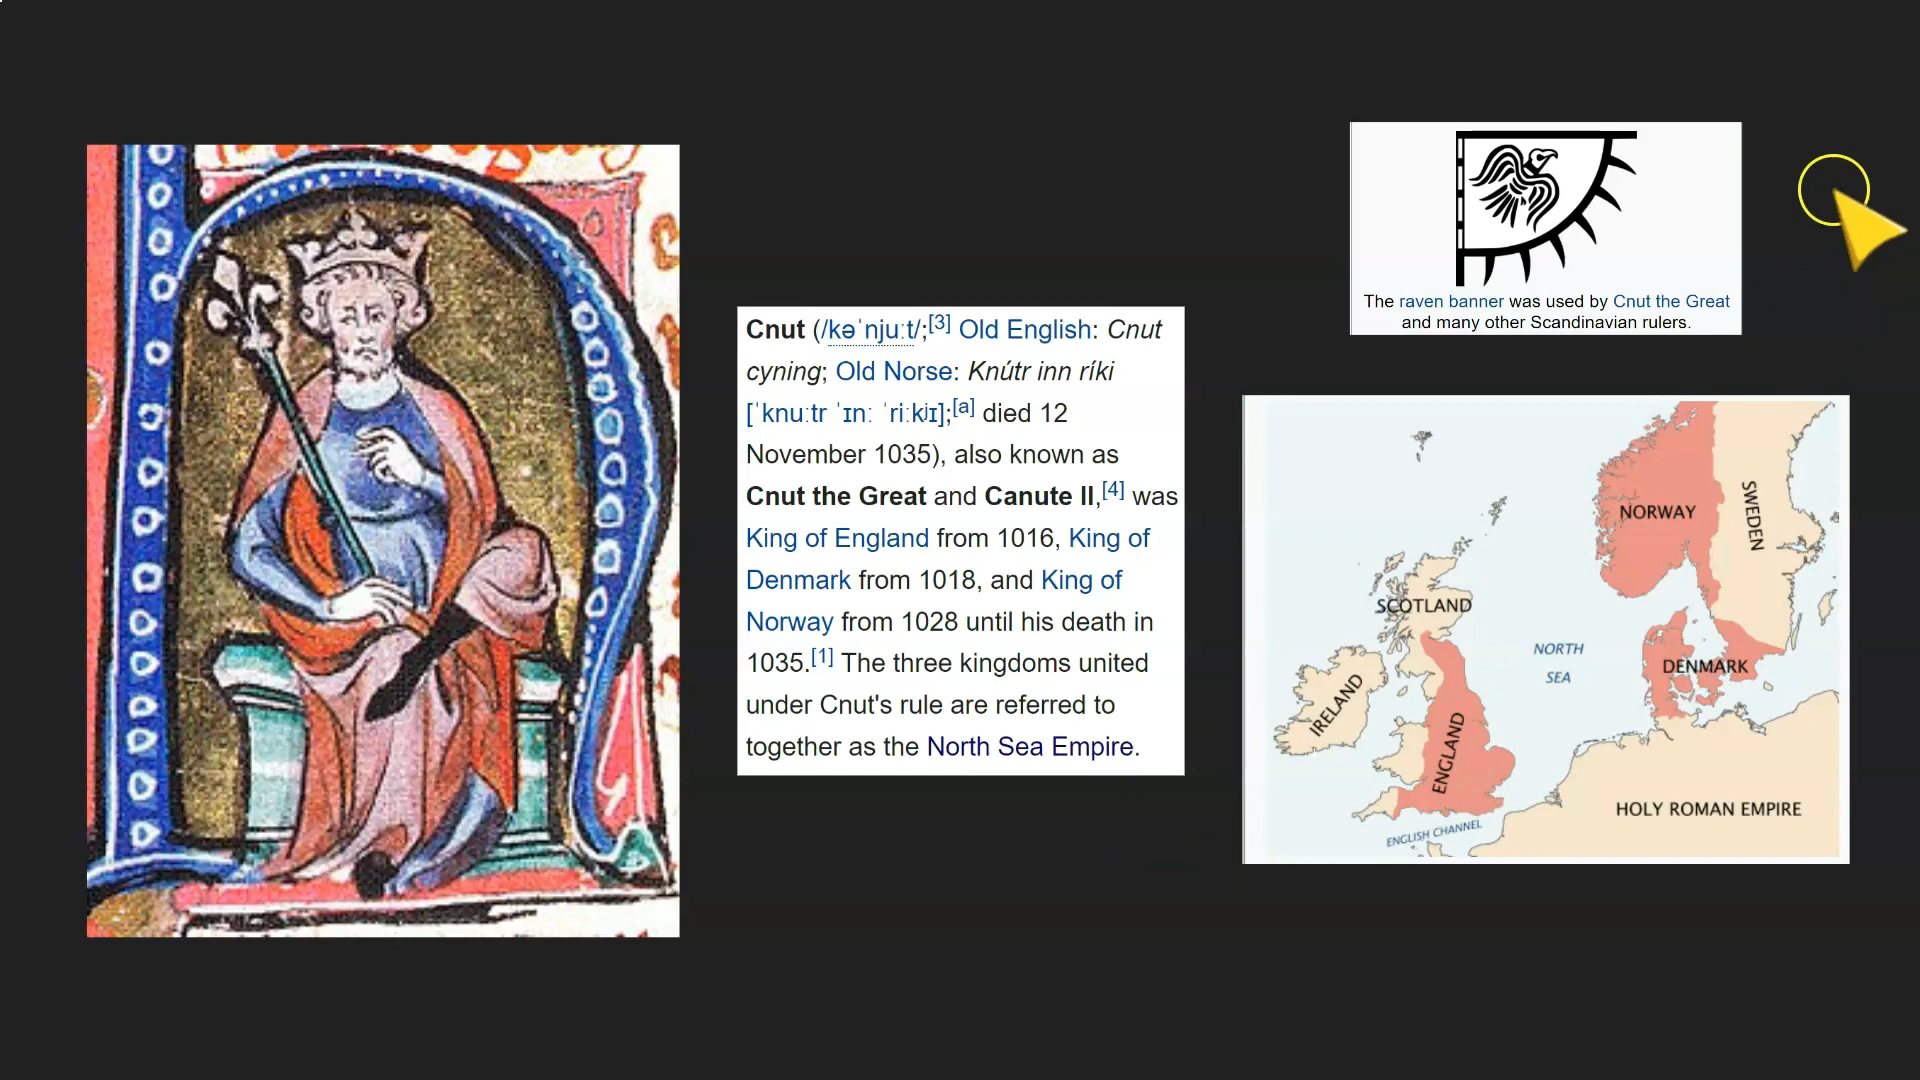 Cnut (/kəˈnjuːt/;[3] Old English: Cnut
cyning; Old Norse: Knútr inn ríki
[ˈknuːtr ˈɪnː ˈriːkʲɪ];[a] died 12
November 1035), also known as
Cnut the Great and Canute II,[4] was
King of England from 1016, King of
Denmark from 1018, and King of
Norway from 1028 until his death in
1035.[1] The three kingdoms united
under Cnut's rule are referred to
together as the North Sea Empire.
The raven banner was used by Cnut the Great
and many other Scandinavian rulers.
NORWAY
SWEDEN
SCOTLAND
NORTH
SEA
DENMARK
IRELAND
ENGLAND
HOLY ROMAN EMPIRE
ENGLISH CHANNEL